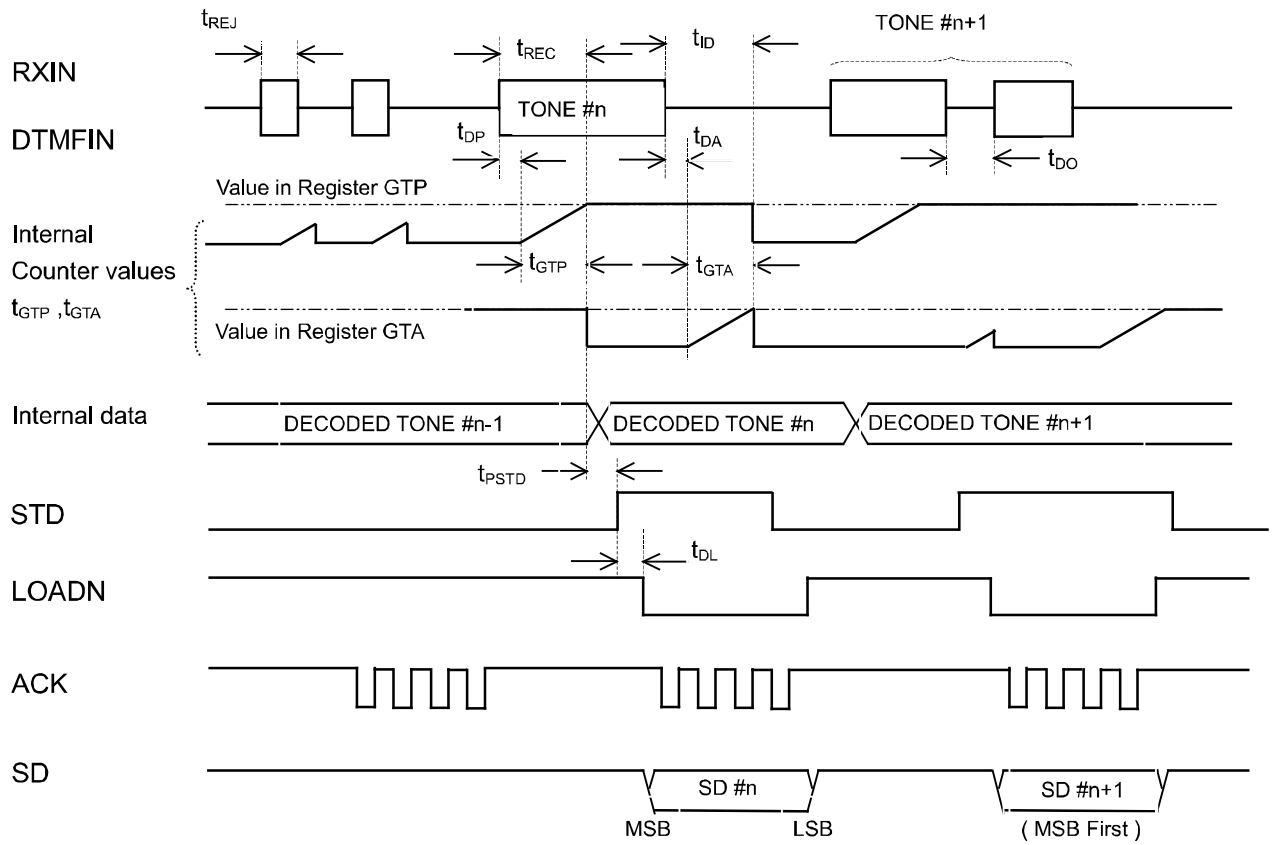 tREJ
tREC
tID
TONE #n+1
RXIN
TONE #n
DTMFIN
tDP
tDA
tDO
Value in Register GTP
Internal
Counter values
tGTP ,tGTA
tGTP
tGTA
Value in Register GTA
Internal data
DECODED TONE #n-1
DECODED TONE #n
DECODED TONE #n+1
tPSTD
STD
tDL
LOADN
ACK
SD
SD #n
SD #n+1
MSB
LSB
( MSB First )